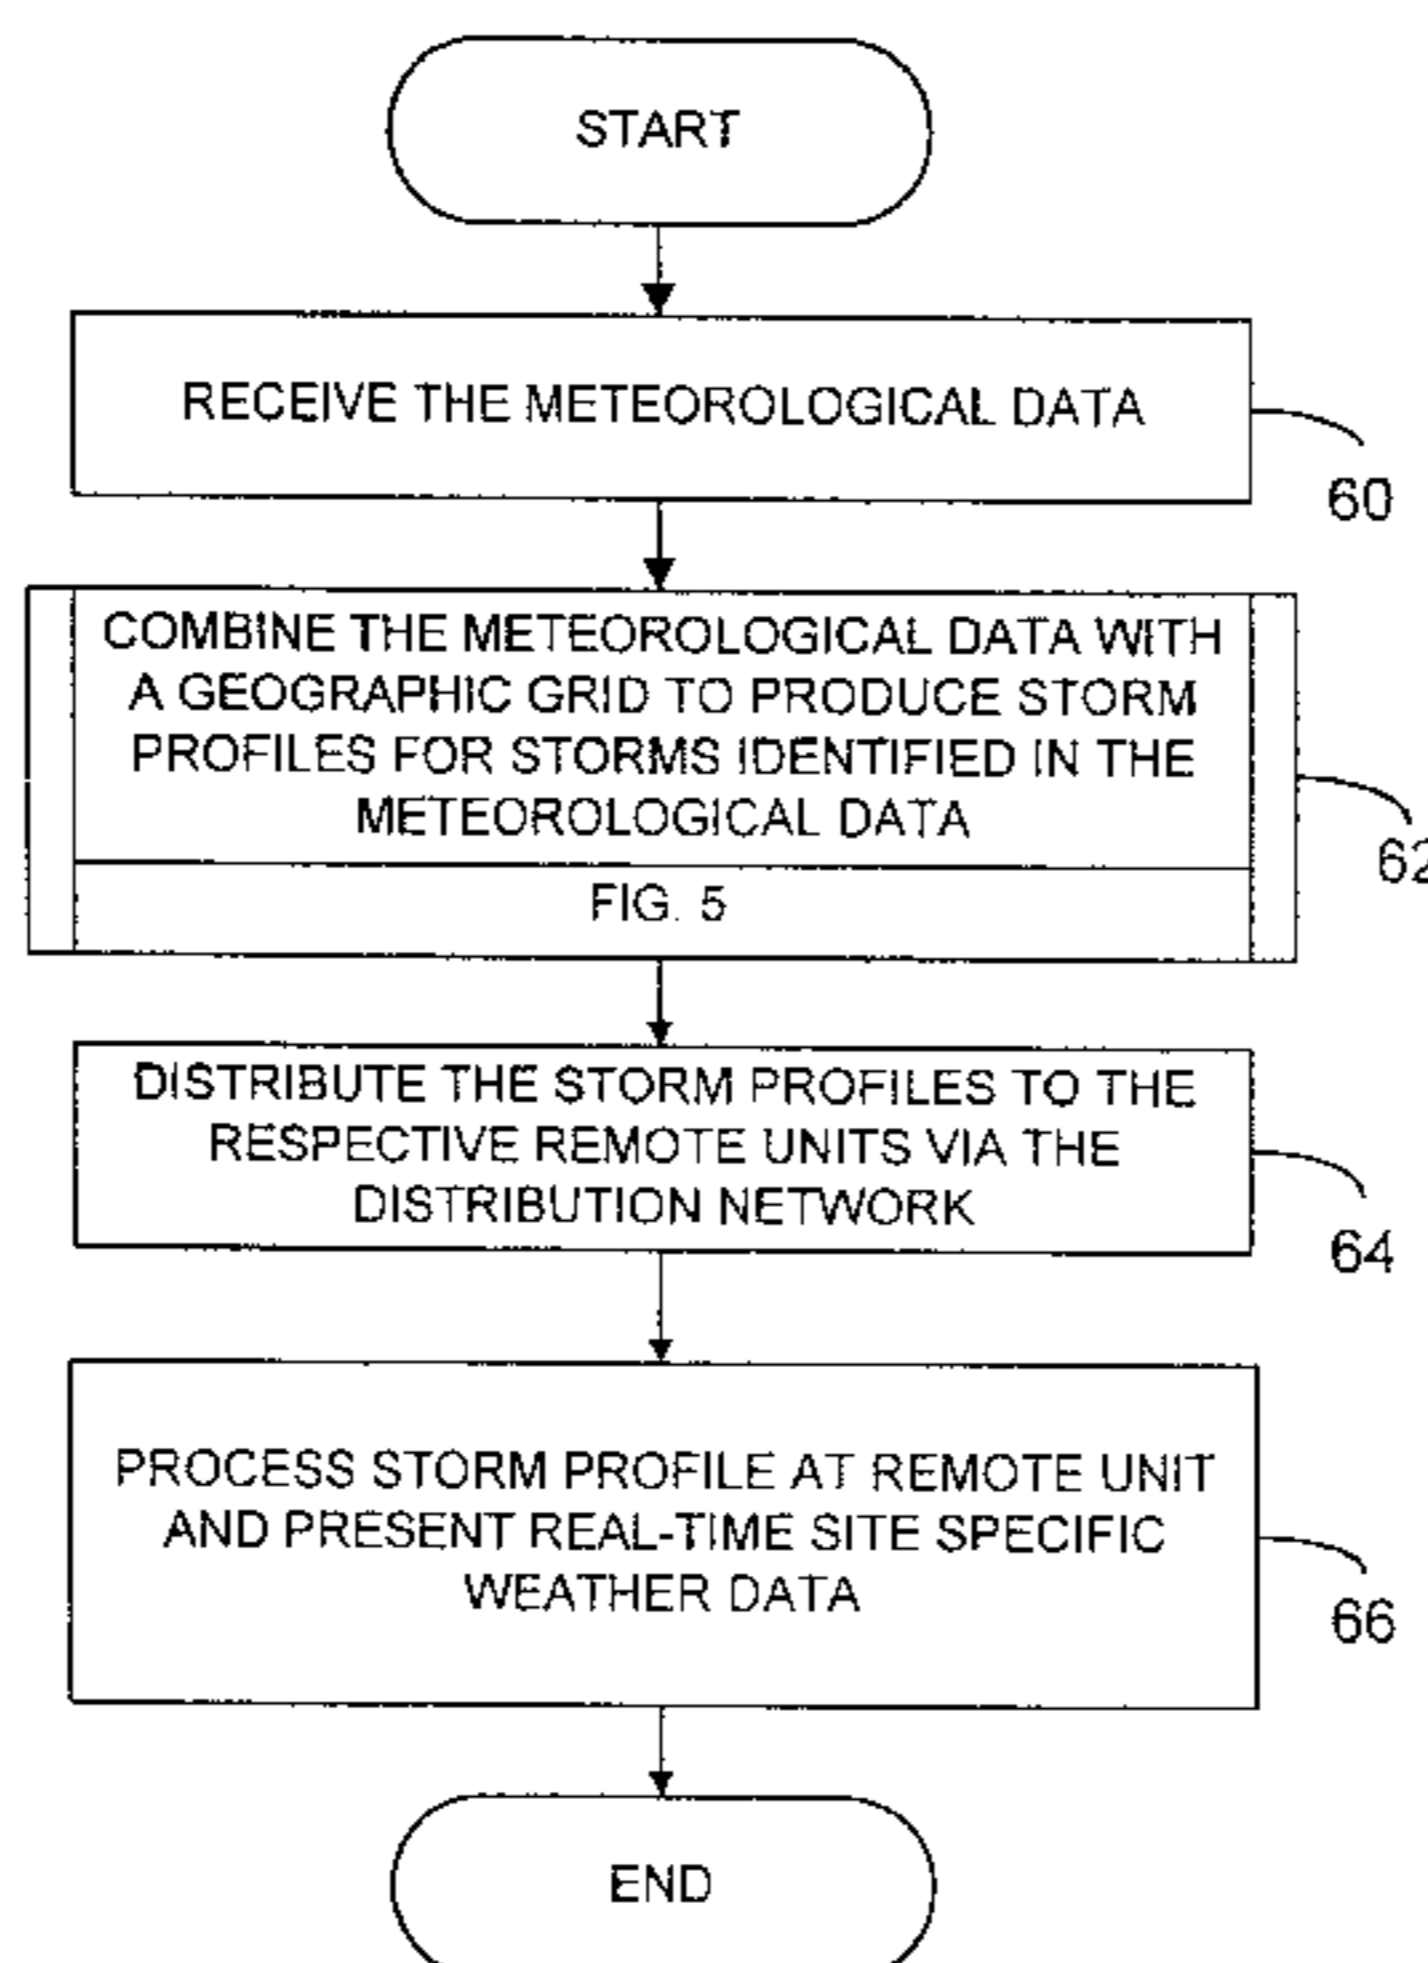 START
RECEIVE THE METEOROLOGICAL DATA
60
COMBINE THE METEOROLOGICAL DATA WITH
A GEOGRAPHIC GRID TO PRODUCE STORM
PROFILES FOR STORMS IDENTIFIED IN THE
METEOROLOGICAL DATA
62
FIG. 5
DISTRIBUTE THE STORM PROFILES TO THE
RESPECTIVE REMOTE UNITS VIA THE
DISTRIBUTION NETWORK
64
PROCESS STORM PROFILE AT REMOTE UNIT
AND PRESENT REAL-TIME SITE SPECIFIC
WEATHER DATA
66
END